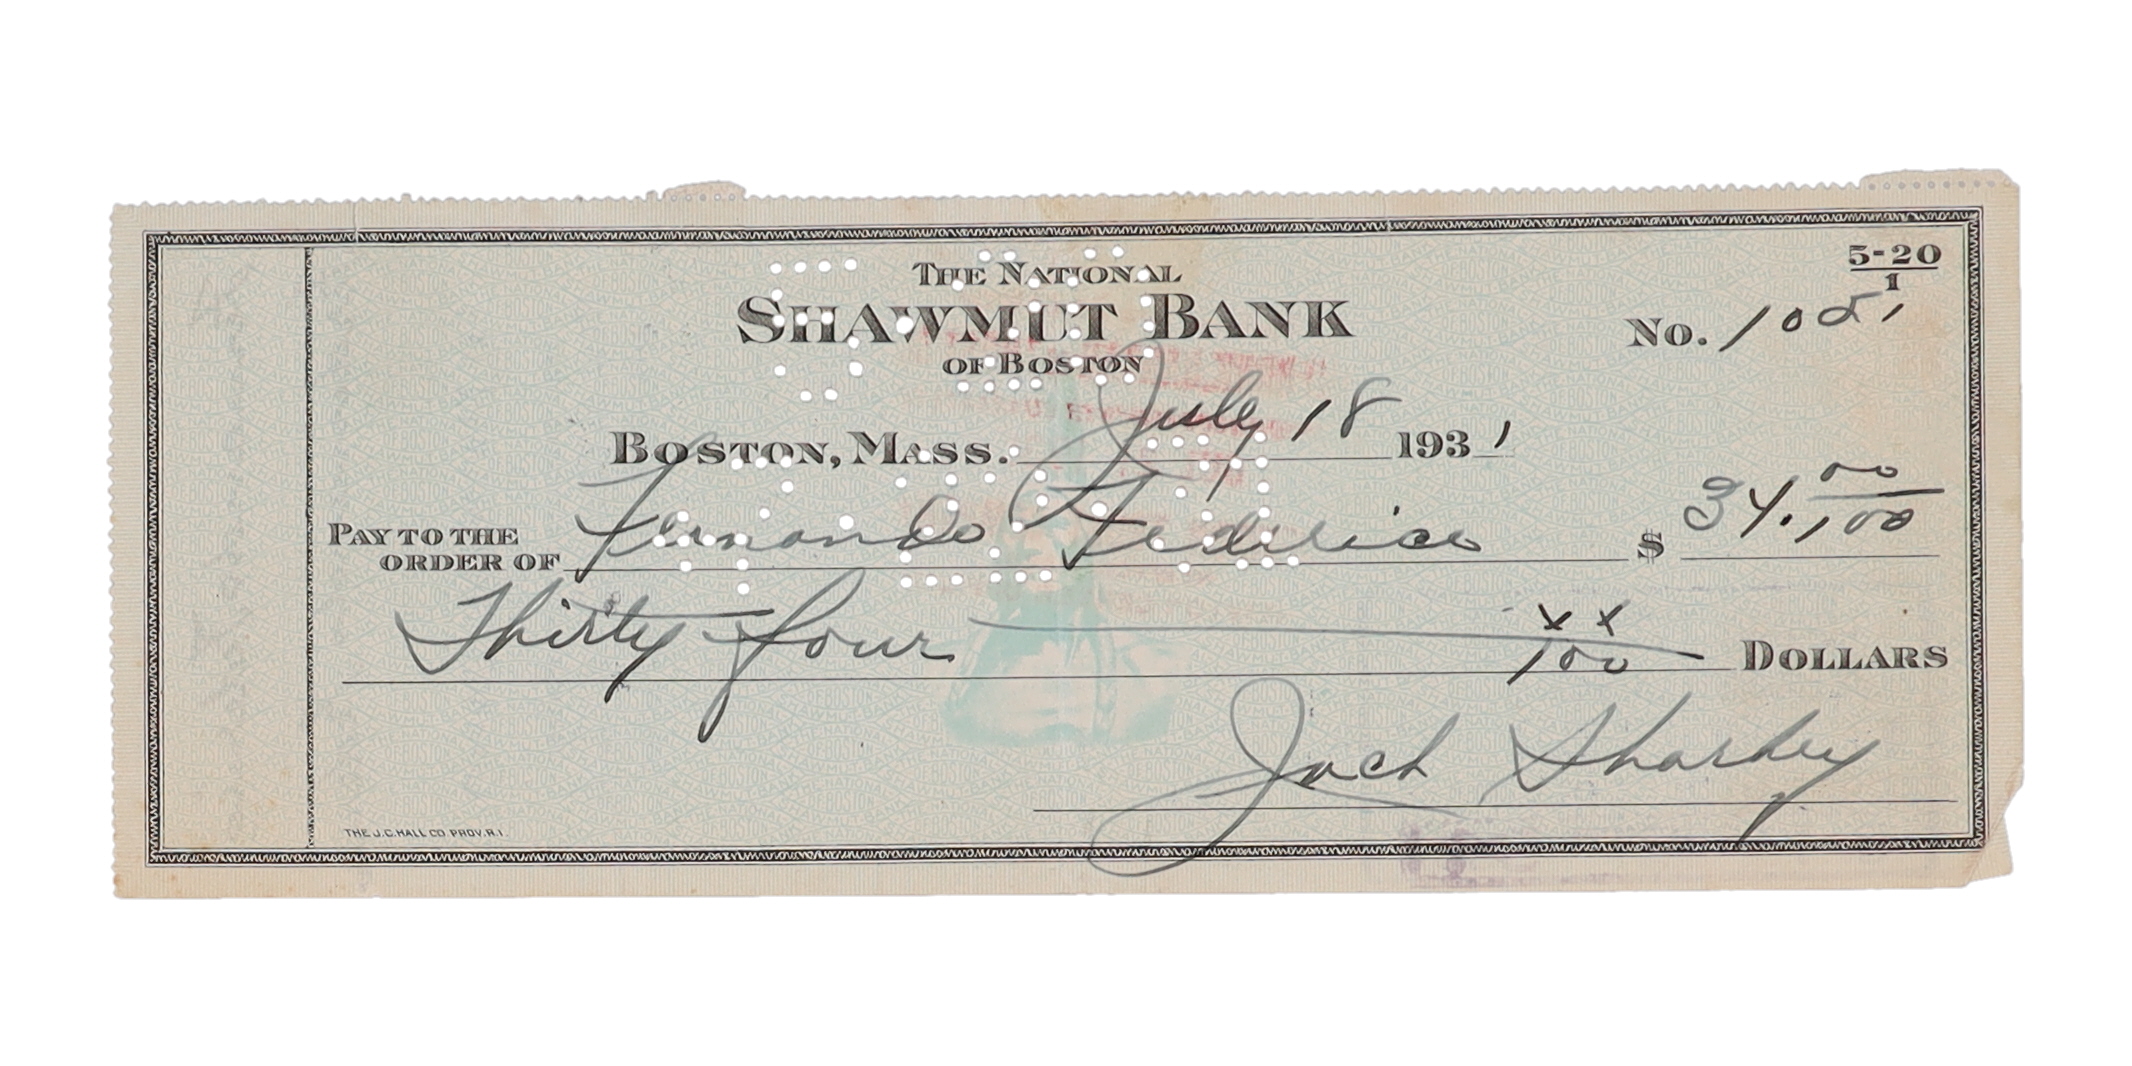 THE NATIONAL
SHAWMUT BANK
OF BOSTON
5-20
1
No. 1051
BOSTON, MASS. July 18 1931
PAY TO THE
ORDER OF Fernando Federico $ 34.00/100
Thirty four xx/100 DOLLARS
Jack Sharkey
THE J.C. HALL CO. PROV. R.I.